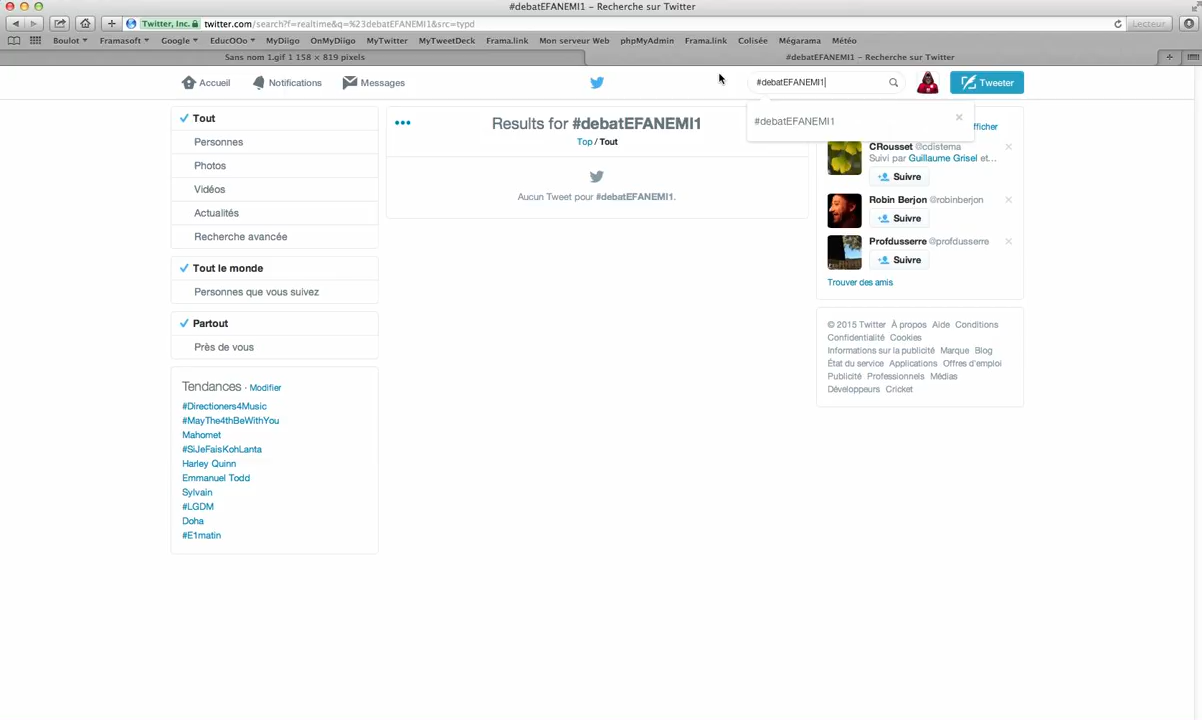 #debatEFANEMI1 – Recherche sur Twitter
Twitter, Inc. twitter.com/search?f=realtime&q=%23debatEFANEMI1&src=typd Lecteur
Boulot Framasoft Google EducOOo MyDiigo OnMyDiigo MyTwitter MyTweetDeck Frama.link Mon serveur Web phpMyAdmin Frama.link Colisée Mégarama Météo
Sans nom 1.gif 1 158 × 819 pixels #debatEFANEMI1 – Recherche sur Twitter
Accueil Notifications Messages #debatEFANEMI1 Tweeter
#debatEFANEMI1
Tout
Personnes
Photos
Vidéos
Actualités
Recherche avancée
Tout le monde
Personnes que vous suivez
Partout
Près de vous
Tendances · Modifier
#Directioners4Music
#MayThe4thBeWithYou
Mahomet
#SiJeFaisKohLanta
Harley Quinn
Emmanuel Todd
Sylvain
#LGDM
Doha
#E1matin
Results for #debatEFANEMI1
Top / Tout
Aucun Tweet pour #debatEFANEMI1.
fficher
CRousset @cdistema
Suivi par Guillaume Grisel et...
Suivre
Robin Berjon @robinberjon
Suivre
Profdusserre @profdusserre
Suivre
Trouver des amis
© 2015 Twitter À propos Aide Conditions
Confidentialité Cookies
Informations sur la publicité Marque Blog
État du service Applications Offres d'emploi
Publicité Professionnels Médias
Développeurs Cricket